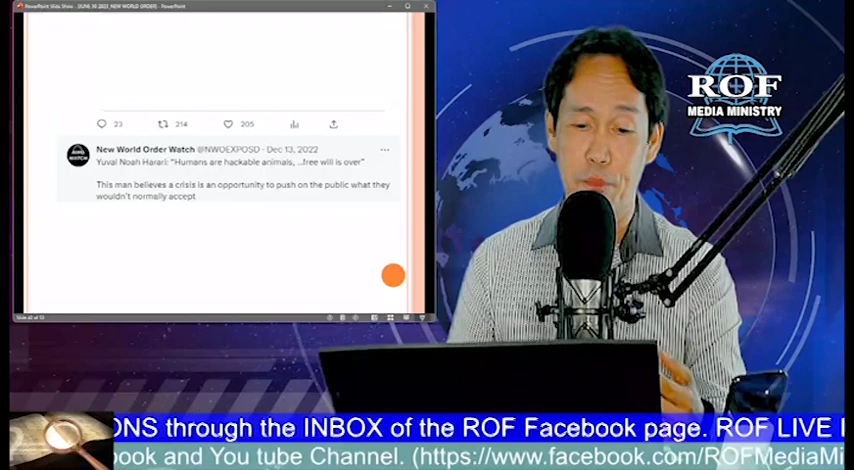 PowerPoint Slide Show - [JUNE 30 2023_NEW WORLD ORDER] - PowerPoint
23 214 205
New World Order Watch @NWOEXPOSD · Dec 13, 2022
Yuval Noah Harari: “Humans are hackable animals, ...free will is over”
This man believes a crisis is an opportunity to push on the public what they
wouldn't normally accept
ROF
MEDIA MINISTRY
ONS through the INBOX of the ROF Facebook page. ROF LIVE
book and You tube Channel. (https://www.facebook.com/ROFMediaMi